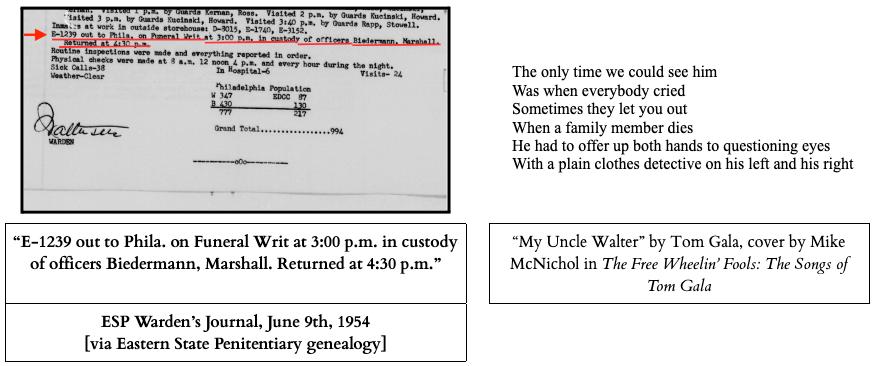 Visited 1 p.m. by Guards Kernan, Ross. Visited 2 p.m. by Guards Kucinski, Howard.
Visited 3 p.m. by Guards Kucinski, Howard. Visited 3:40 p.m. by Guards Rapp, Stowell.
Inmates at work in outside storehouse: D-8015, E-1740, E-3152.
E-1239 out to Phila. on Funeral Writ at 3:00 p.m. in custody of officers Biedermann, Marshall.
Returned at 4:30 p.m.
Routine inspections were made and everything reported in order.
Physical checks were made at 8 a.m. 12 noon 4 p.m. and every hour during the night.
Sick Calls-38 In Hospital-6 Visits- 24
Weather-Clear
Philadelphia Population
W 347 EDCC 87
B 430 130
777 217
Grand Total.................994
WARDEN
-----------oOo-----------
The only time we could see him
Was when everybody cried
Sometimes they let you out
When a family member dies
He had to offer up both hands to questioning eyes
With a plain clothes detective on his left and his right
“E-1239 out to Phila. on Funeral Writ at 3:00 p.m. in custody
of officers Biedermann, Marshall. Returned at 4:30 p.m.”
ESP Warden’s Journal, June 9th, 1954
[via Eastern State Penitentiary genealogy]
“My Uncle Walter” by Tom Gala, cover by Mike
McNichol in The Free Wheelin’ Fools: The Songs of
Tom Gala